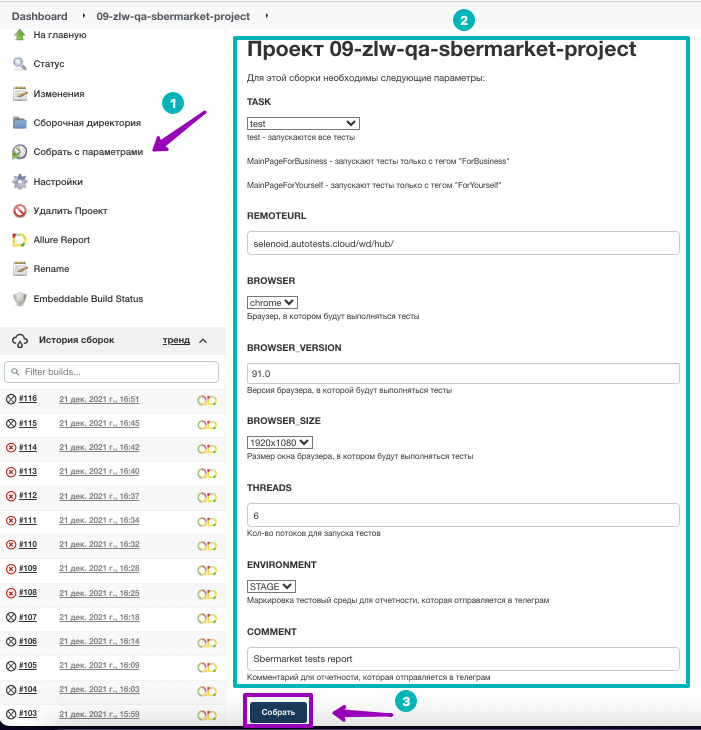 Dashboard
09-zlw-qa-sbermarket-project
На главную
Статус
Изменения
1
Сборочная директория
Собрать с параметрами
Настройки
Удалить Проект
Allure Report
Rename
Embeddable Build Status
История сборок
тренд
Filter builds...
#116 21 дек. 2021 г., 16:51
#115 21 дек. 2021 г., 16:45
#114 21 дек. 2021 г., 16:42
#113 21 дек. 2021 г., 16:40
#112 21 дек. 2021 г., 16:37
#111 21 дек. 2021 г., 16:34
#110 21 дек. 2021 г., 16:32
#109 21 дек. 2021 г., 16:28
#108 21 дек. 2021 г., 16:25
#107 21 дек. 2021 г., 16:18
#106 21 дек. 2021 г., 16:14
#105 21 дек. 2021 г., 16:09
#104 21 дек. 2021 г., 16:03
#103 21 дек. 2021 г., 15:59
2
Проект 09-zlw-qa-sbermarket-project
Для этой сборки необходимы следующие параметры:
TASK
test
test - запускаются все тесты
MainPageForBusiness - запускают тесты только с тегом "ForBusiness"
MainPageForYourself - запускают тесты только с тегом "ForYourself"
REMOTEURL
selenoid.autotests.cloud/wd/hub/
BROWSER
chrome
Браузер, в котором будут выполняться тесты
BROWSER_VERSION
91.0
Версия браузера, в которой будут выполняться тесты
BROWSER_SIZE
1920x1080
Размер окна браузера, в котором будут выполняться тесты
THREADS
6
Кол-во потоков для запуска тестов
ENVIRONMENT
STAGE
Маркировка тестовый среды для отчетности, которая отправляется в телеграм
COMMENT
Sbermarket tests report
Комментарий для отчетности, которая отправляется в телеграм
Собрать
3